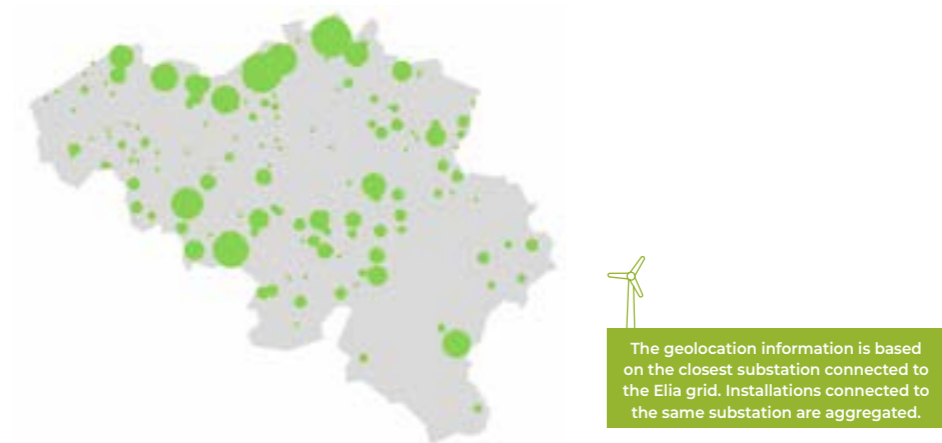 The geolocation information is based
on the closest substation connected to
the Elia grid. Installations connected to
the same substation are aggregated.